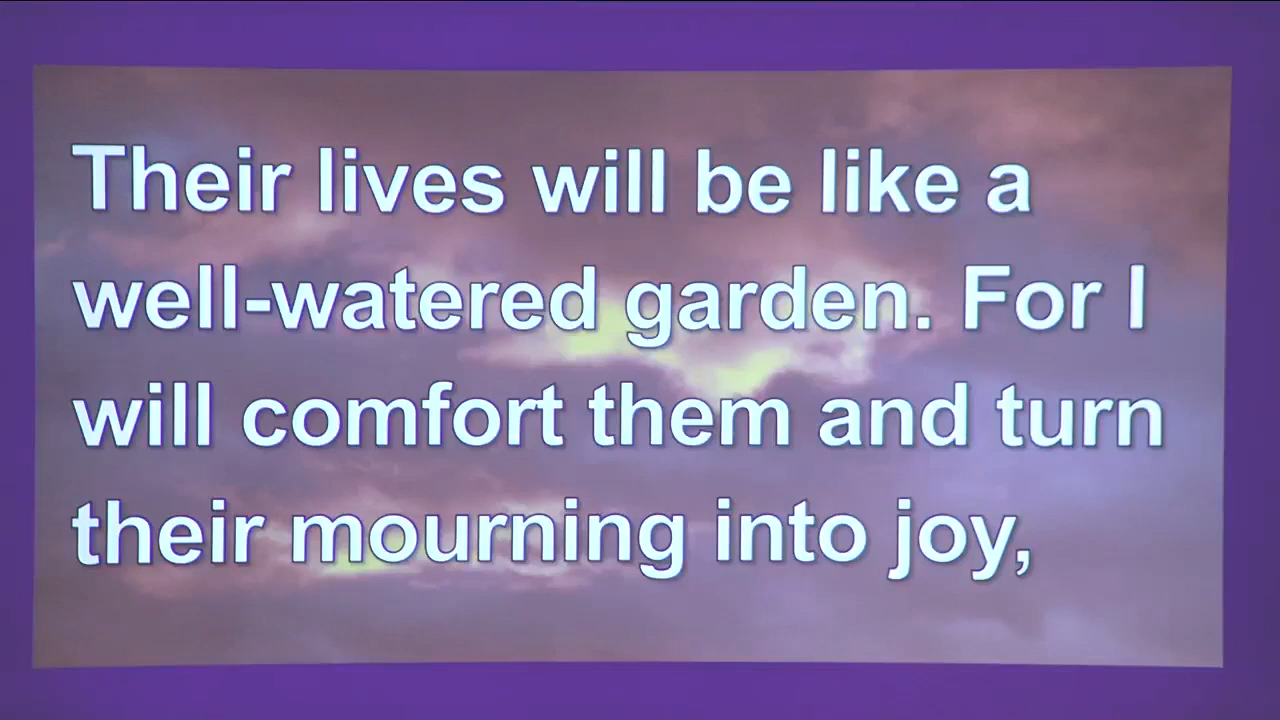 Their lives will be like a
well-watered garden. For I
will comfort them and turn
their mourning into joy,